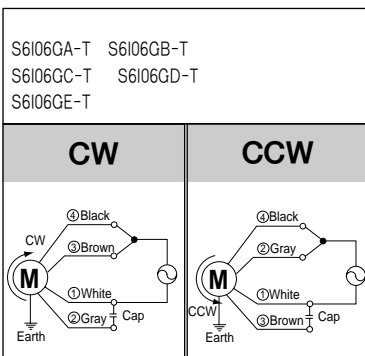 S6I06GA-T S6I06GB-T
S6I06GC-T S6I06GD-T
S6I06GE-T
CW CCW
④Black
CW
③Brown
M
①White
②Gray Cap
Earth
④Black
②Gray
M
①White
CCW
③Brown Cap
Earth